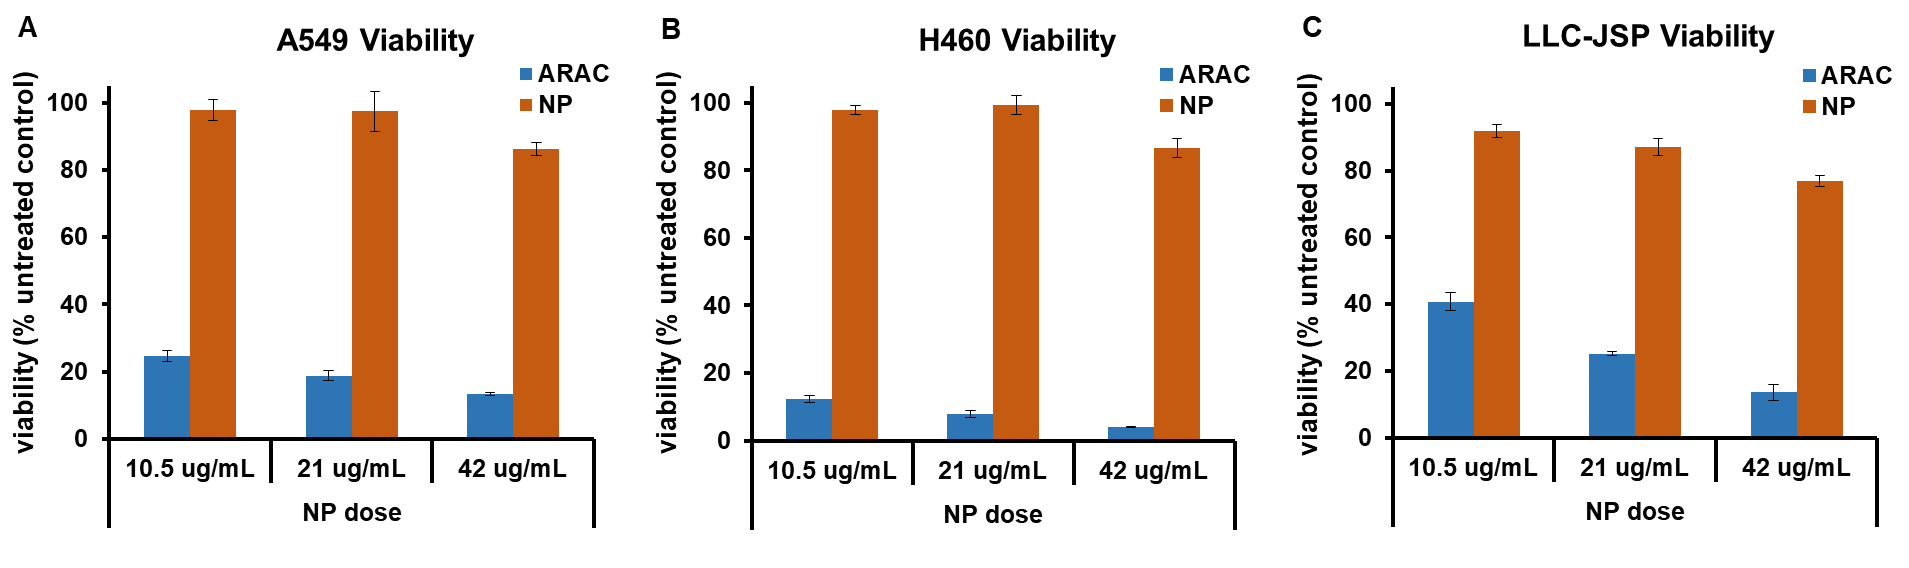 A
A549 Viability
ARAC
NP
viability (% untreated control)
100
80
60
40
20
0
10.5 ug/mL
21 ug/mL
42 ug/mL
NP dose
B
H460 Viability
ARAC
NP
viability (% untreated control)
100
80
60
40
20
0
10.5 ug/mL
21 ug/mL
42 ug/mL
NP dose
C
LLC-JSP Viability
ARAC
NP
viability (% untreated control)
100
80
60
40
20
0
10.5 ug/mL
21 ug/mL
42 ug/mL
NP dose